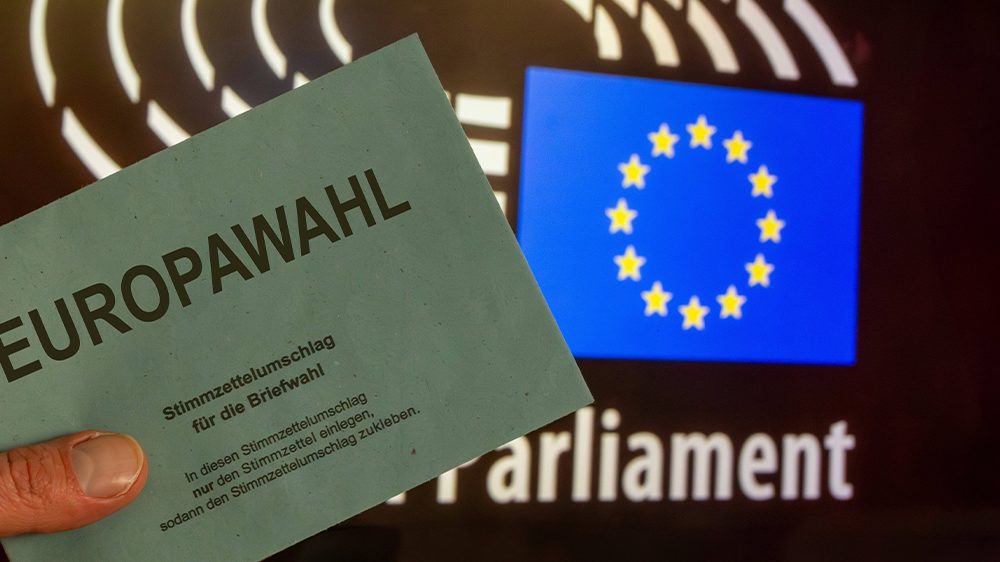 EUROPAWAHL
Stimmzettelumschlag
für die Briefwahl
In diesen Stimmzettelumschlag
nur den Stimmzettel einlegen,
sodann den Stimmzettelumschlag zukleben.
Parliament